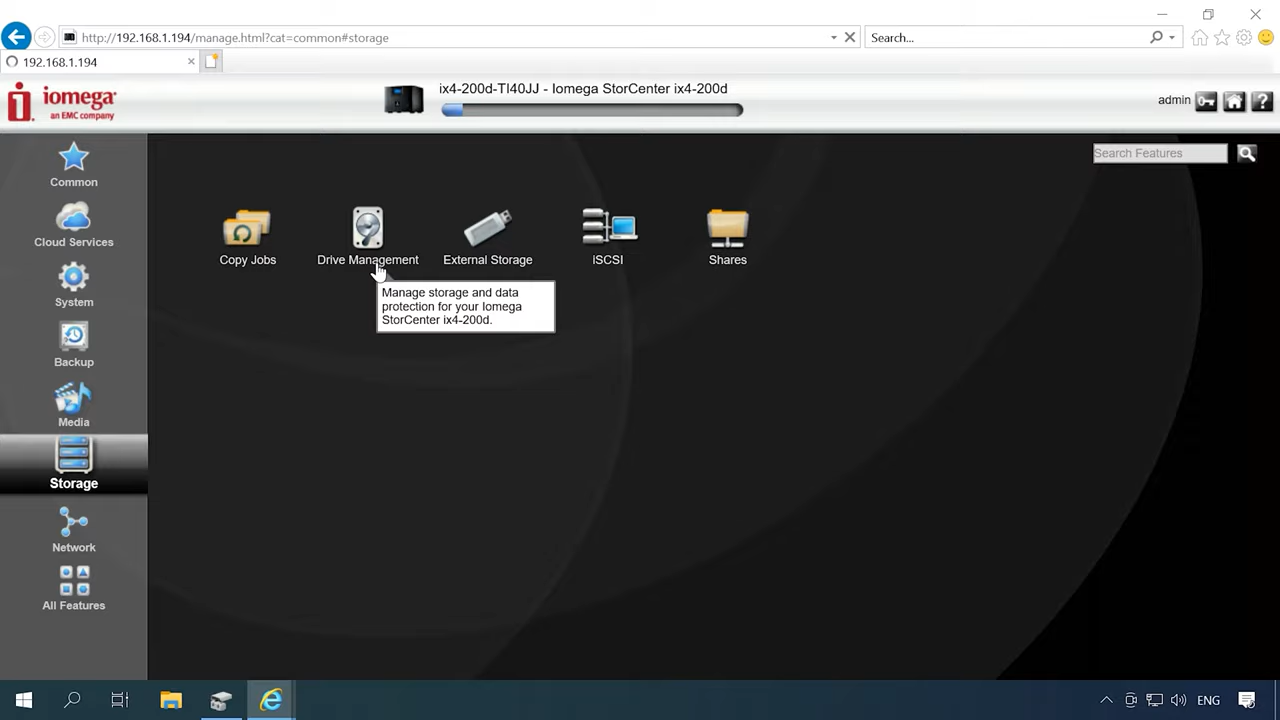 http://192.168.1.194/manage.html?cat=common#storage
Search...
192.168.1.194
iomega
an EMC company
ix4-200d-TI40JJ - Iomega StorCenter ix4-200d
admin
Search Features
Common
Cloud Services
System
Backup
Media
Storage
Network
All Features
Copy Jobs
Drive Management
External Storage
iSCSI
Shares
Manage storage and data
protection for your Iomega
StorCenter ix4-200d.
ENG